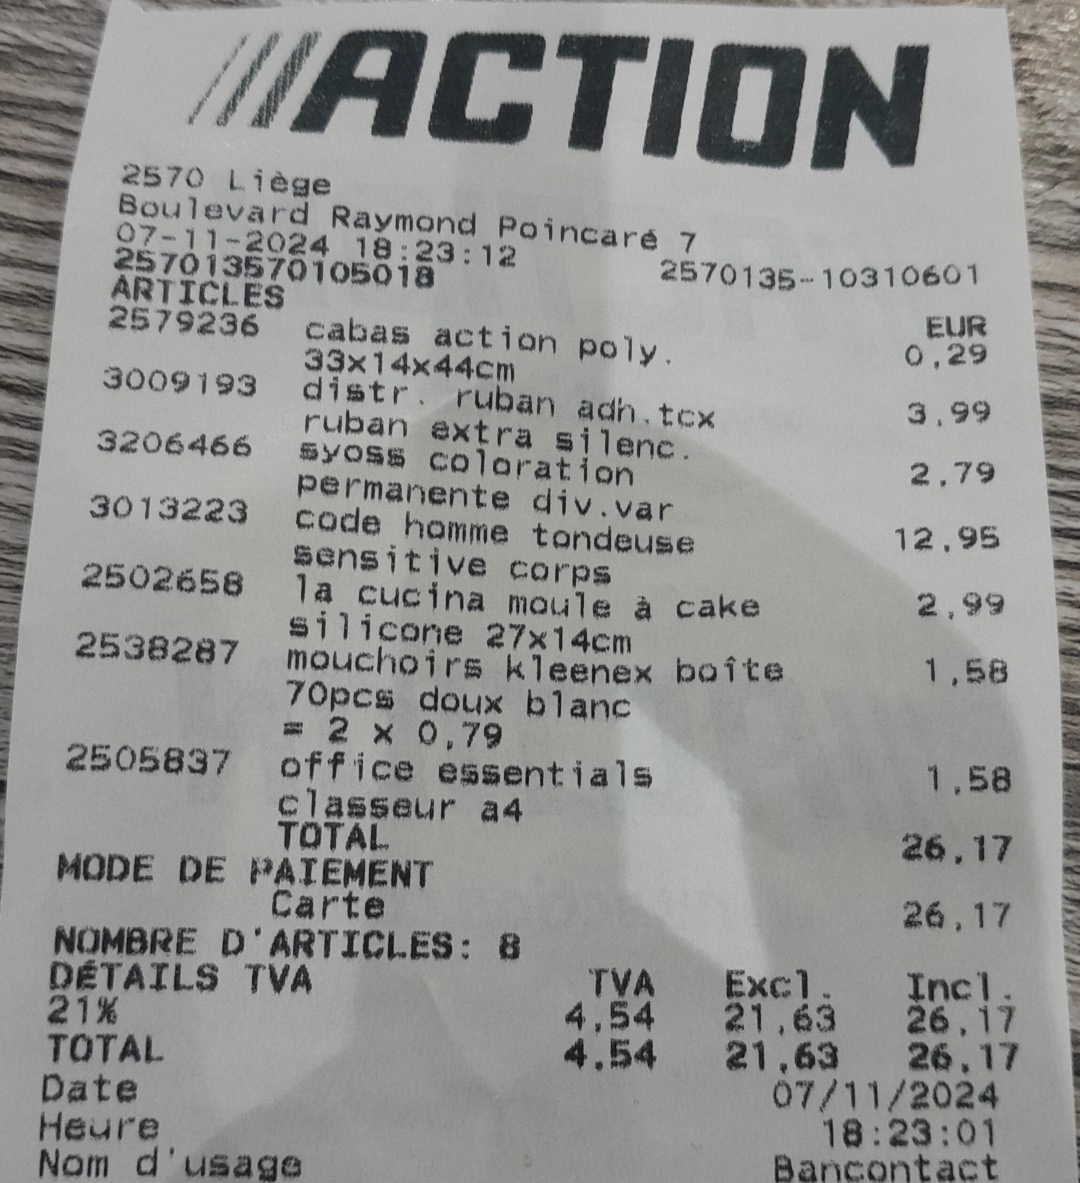 ACTION
2570 Liège
Boulevard Raymond Poincaré 7
07-11-2024 18:23:12
257013570105018 2570135-10310601
ARTICLES EUR
2579236 cabas action poly. 0,29
33x14x44cm
3009193 distr. ruban adh.tcx 3,99
ruban extra silenc.
3206466 syoss coloration 2,79
permanente div.var
3013223 code homme tondeuse 12,95
sensitive corps
2502658 la cucina moule à cake 2,99
silicone 27x14cm
2538287 mouchoirs kleenex boîte 1,58
70pcs doux blanc
= 2 x 0,79
2505837 office essentials 1,58
classeur a4
TOTAL 26,17
MODE DE PAIEMENT
Carte 26,17
NOMBRE D'ARTICLES: 8
DÉTAILS TVA TVA Excl. Incl.
21% 4,54 21,63 26,17
TOTAL 4,54 21,63 26,17
Date 07/11/2024
Heure 18:23:01
Nom d'usage Bancontact